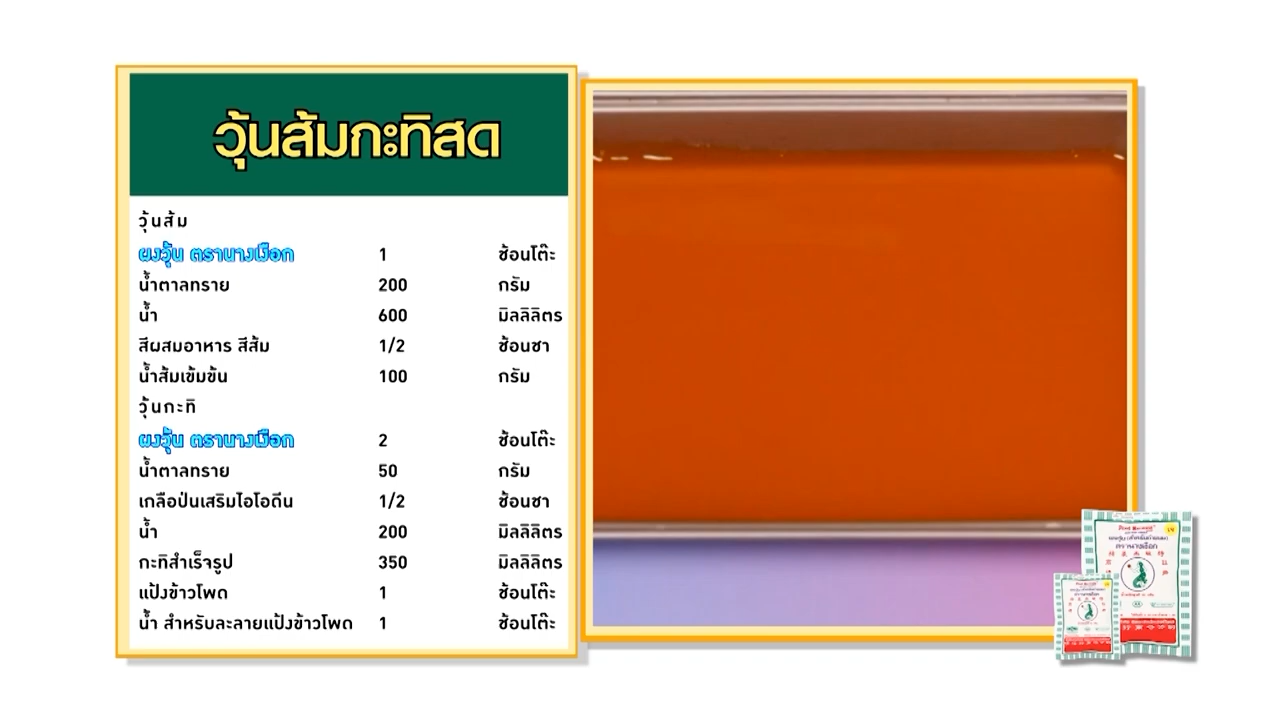 วุ้นส้มกะทิสด
วุ้นส้ม
ผงวุ้น ตรานางเงือก 1 ช้อนโต๊ะ
น้ำตาลทราย 200 กรัม
น้ำ 600 มิลลิลิตร
สีผสมอาหาร สีส้ม 1/2 ช้อนชา
น้ำส้มเข้มข้น 100 กรัม
วุ้นกะทิ
ผงวุ้น ตรานางเงือก 2 ช้อนโต๊ะ
น้ำตาลทราย 50 กรัม
เกลือป่นเสริมไอโอดีน 1/2 ช้อนชา
น้ำ 200 มิลลิลิตร
กะทิสำเร็จรูป 350 มิลลิลิตร
แป้งข้าวโพด 1 ช้อนโต๊ะ
น้ำ สำหรับละลายแป้งข้าวโพด 1 ช้อนโต๊ะ
ตรานางเงือก